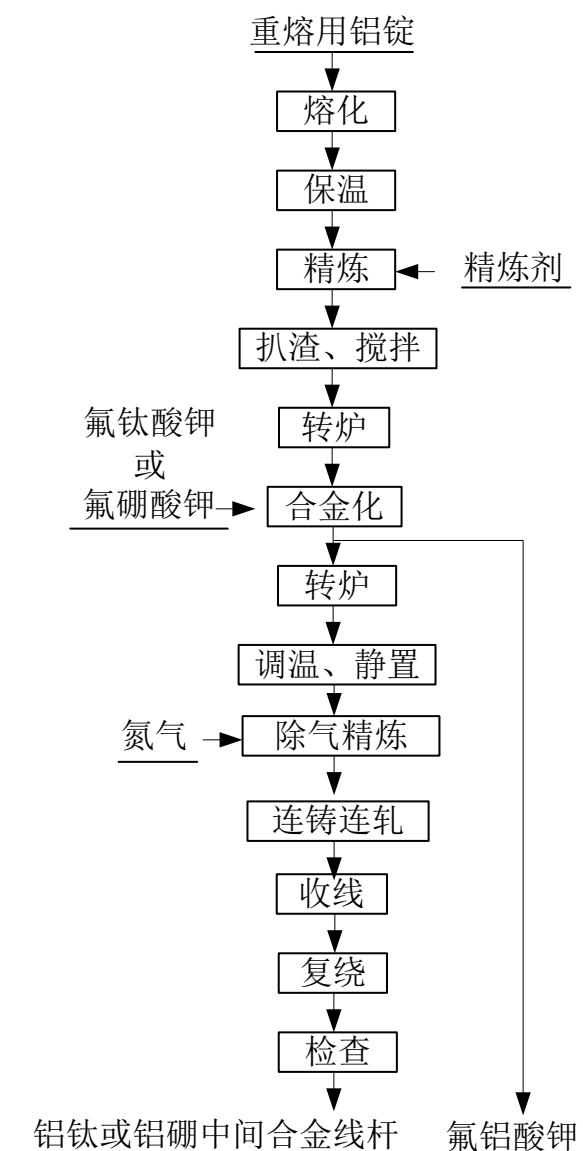 重熔用铝锭
熔化
保温
精炼
精炼剂
扒渣、搅拌
转炉
氟钛酸钾
或
氟硼酸钾
合金化
转炉
调温、静置
氮气
除气精炼
连铸连轧
收线
复绕
检查
铝钛或铝硼中间合金线杆
氟铝酸钾